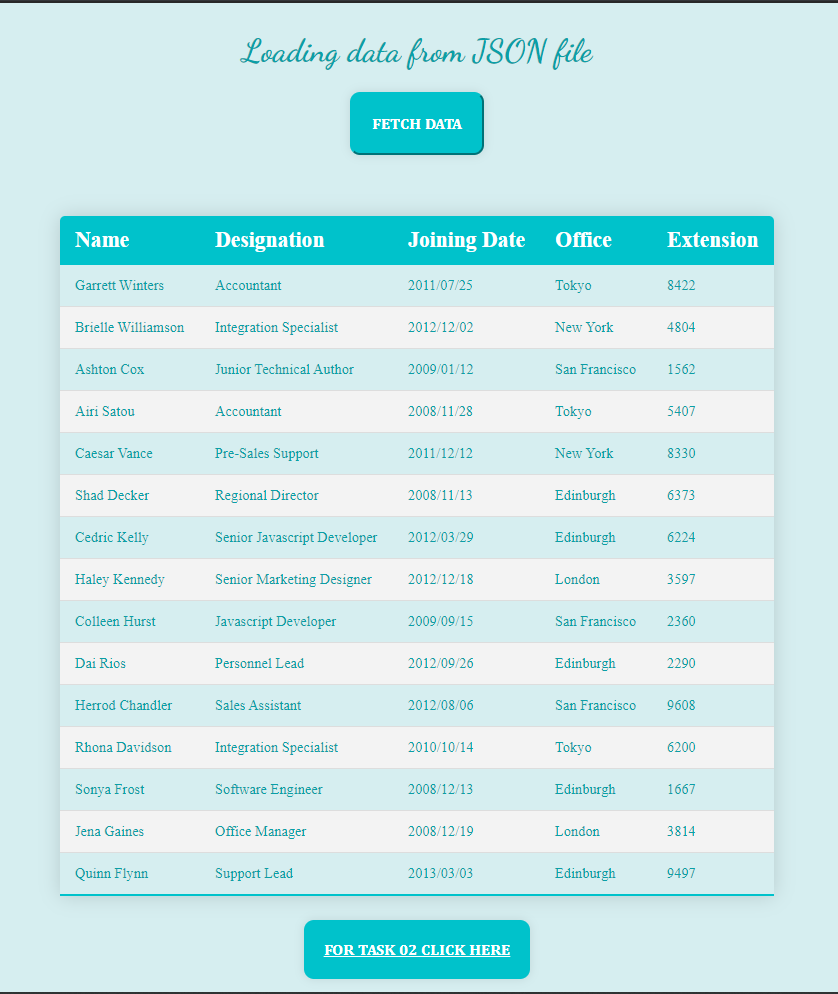 Loading data from JSON file
FETCH DATA
Name Designation Joining Date Office Extension
Garrett Winters Accountant 2011/07/25 Tokyo 8422
Brielle Williamson Integration Specialist 2012/12/02 New York 4804
Ashton Cox Junior Technical Author 2009/01/12 San Francisco 1562
Airi Satou Accountant 2008/11/28 Tokyo 5407
Caesar Vance Pre-Sales Support 2011/12/12 New York 8330
Shad Decker Regional Director 2008/11/13 Edinburgh 6373
Cedric Kelly Senior Javascript Developer 2012/03/29 Edinburgh 6224
Haley Kennedy Senior Marketing Designer 2012/12/18 London 3597
Colleen Hurst Javascript Developer 2009/09/15 San Francisco 2360
Dai Rios Personnel Lead 2012/09/26 Edinburgh 2290
Herrod Chandler Sales Assistant 2012/08/06 San Francisco 9608
Rhona Davidson Integration Specialist 2010/10/14 Tokyo 6200
Sonya Frost Software Engineer 2008/12/13 Edinburgh 1667
Jena Gaines Office Manager 2008/12/19 London 3814
Quinn Flynn Support Lead 2013/03/03 Edinburgh 9497
FOR TASK 02 CLICK HERE